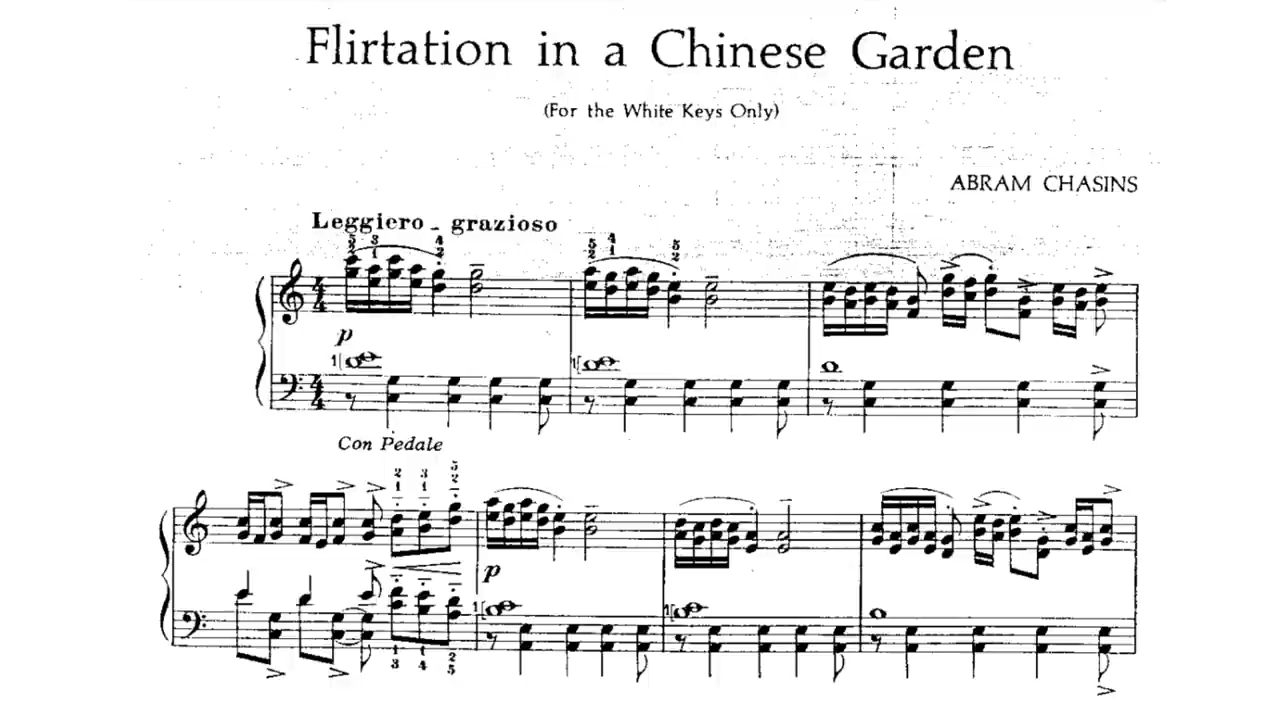 Flirtation in a Chinese Garden
(For the White Keys Only)
ABRAM CHASINS
Leggiero - grazioso
p
Con Pedale
p